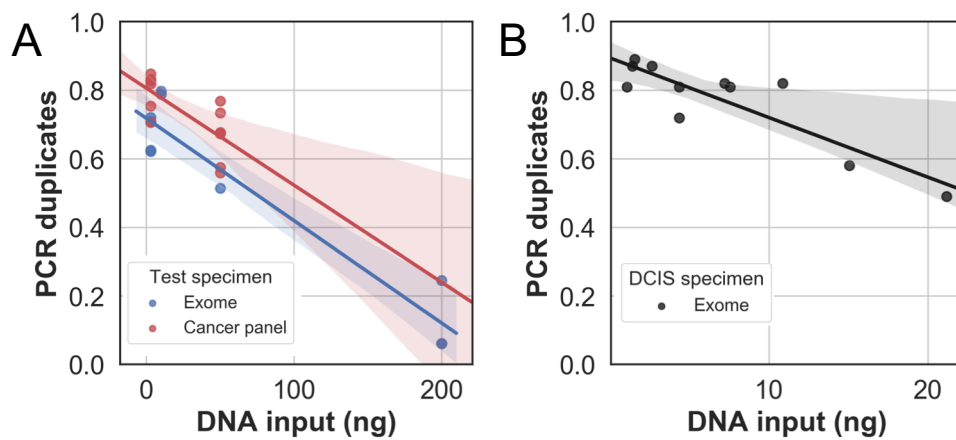 A
PCR duplicates
1.0
0.8
0.6
0.4
0.2
0.0
Test specimen
Exome
Cancer panel
0
100
200
DNA input (ng)
B
PCR duplicates
1.0
0.8
0.6
0.4
0.2
0.0
DCIS specimen
Exome
10
20
DNA input (ng)